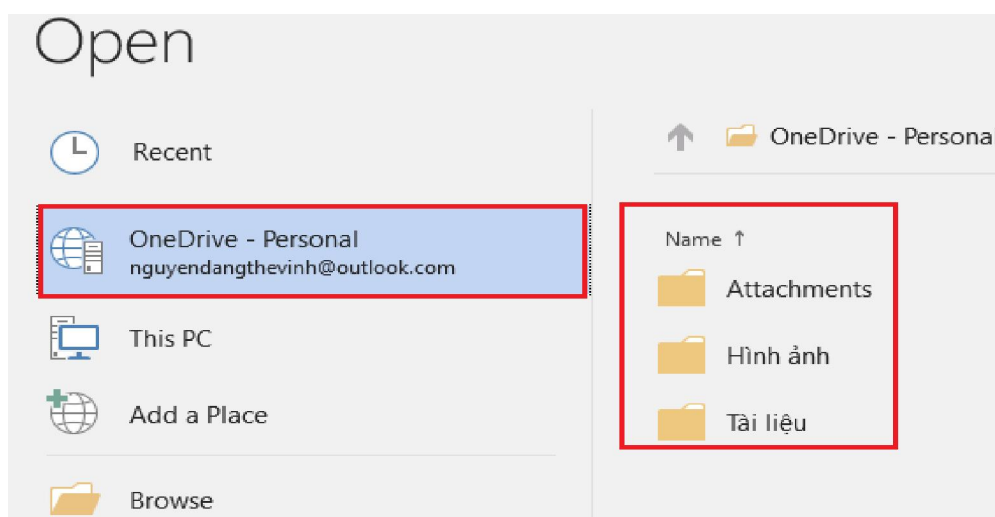 Open
Recent
OneDrive - Personal
nguyendangthevinh@outlook.com
This PC
Add a Place
Browse
OneDrive - Persona
Name ↑
Attachments
Hình ảnh
Tài liệu